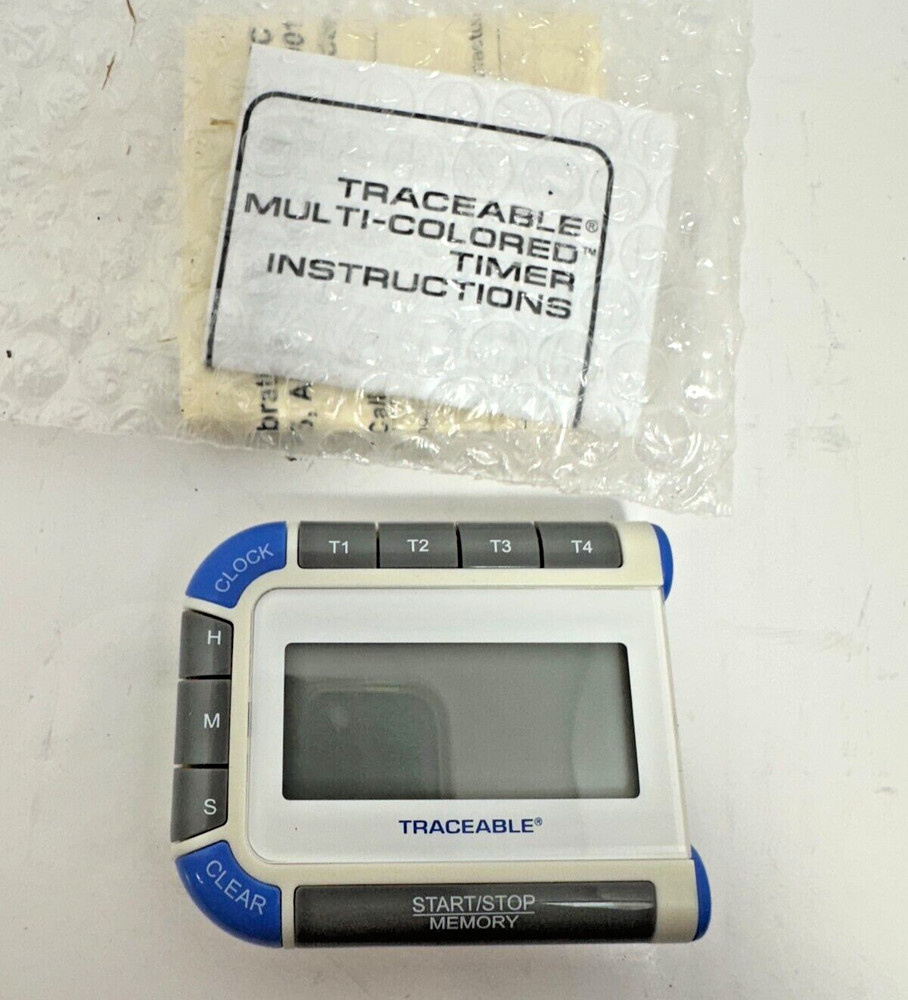 TRACEABLE®
MULTI-COLORED™
TIMER
INSTRUCTIONS
CLOCK
T1 T2 T3 T4
H
M
S
TRACEABLE®
CLEAR
START/STOP
MEMORY